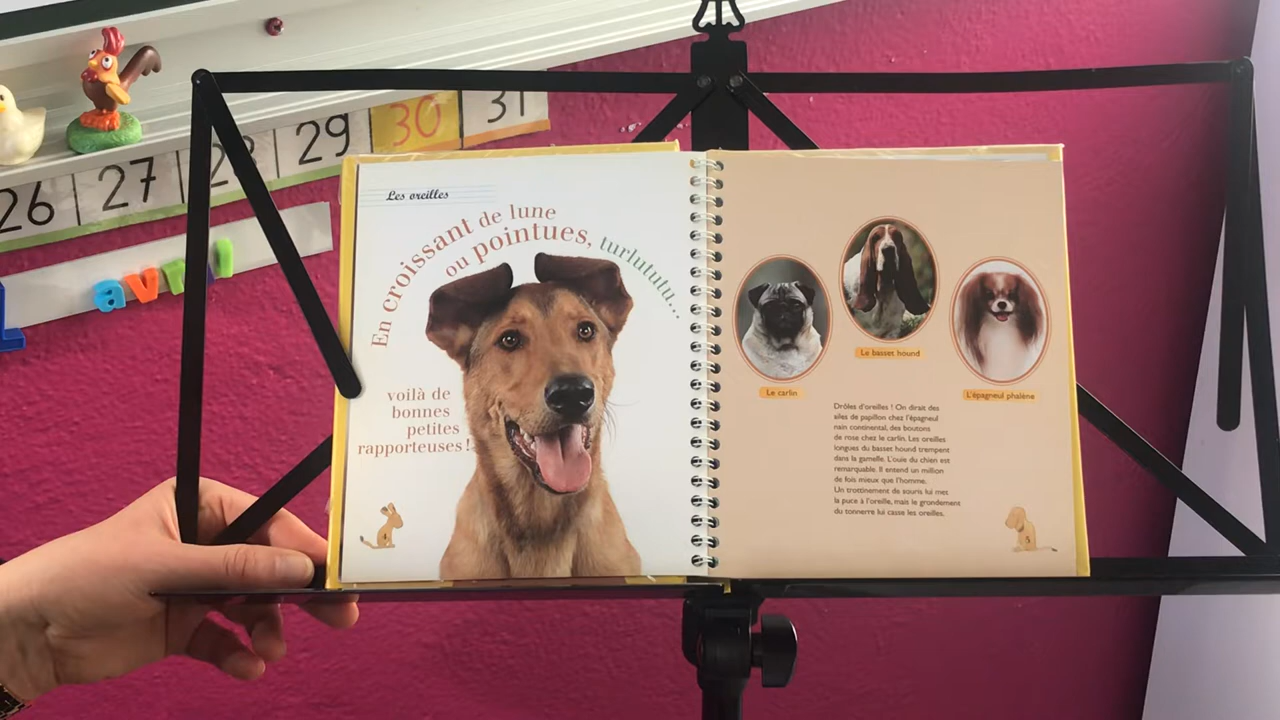 26 27 28 29 30 31
avril
Les oreilles
En croissant de lune
ou pointues, turlututu...
voilà de
bonnes
petites
rapporteuses !
4
Le carlin
Le basset hound
L'épagneul phalène
Drôles d'oreilles ! On dirait des
ailes de papillon chez l'épagneul
nain continental, des boutons
de rose chez le carlin. Les oreilles
longues du basset hound trempent
dans la gamelle. L'ouïe du chien est
remarquable. Il entend un million
de fois mieux que l'homme.
Un trottinement de souris lui met
la puce à l'oreille, mais le grondement
du tonnerre lui casse les oreilles.
5